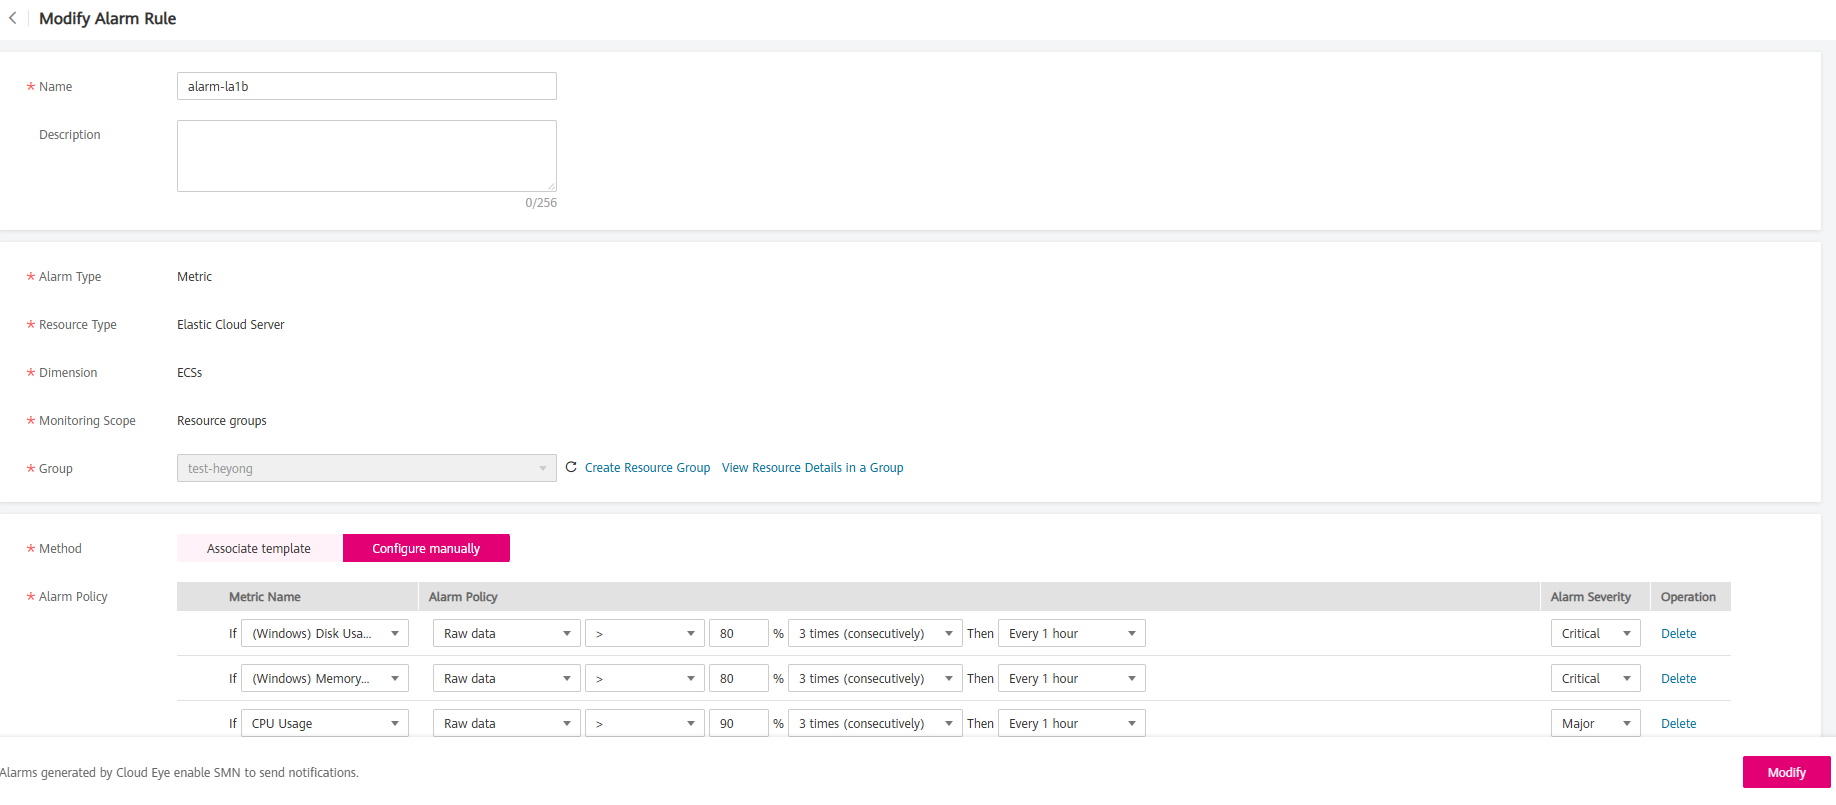 Modify Alarm Rule
* Name alarm-la1b
Description
0/256
* Alarm Type Metric
* Resource Type Elastic Cloud Server
* Dimension ECSs
* Monitoring Scope Resource groups
* Group test-heyong Create Resource Group View Resource Details in a Group
* Method Associate template Configure manually
* Alarm Policy Metric Name Alarm Policy Alarm Severity Operation
If (Windows) Disk Usa... Raw data > 80 % 3 times (consecutively) Then Every 1 hour Critical Delete
If (Windows) Memory... Raw data > 80 % 3 times (consecutively) Then Every 1 hour Critical Delete
If CPU Usage Raw data > 90 % 3 times (consecutively) Then Every 1 hour Major Delete
Alarms generated by Cloud Eye enable SMN to send notifications. Modify